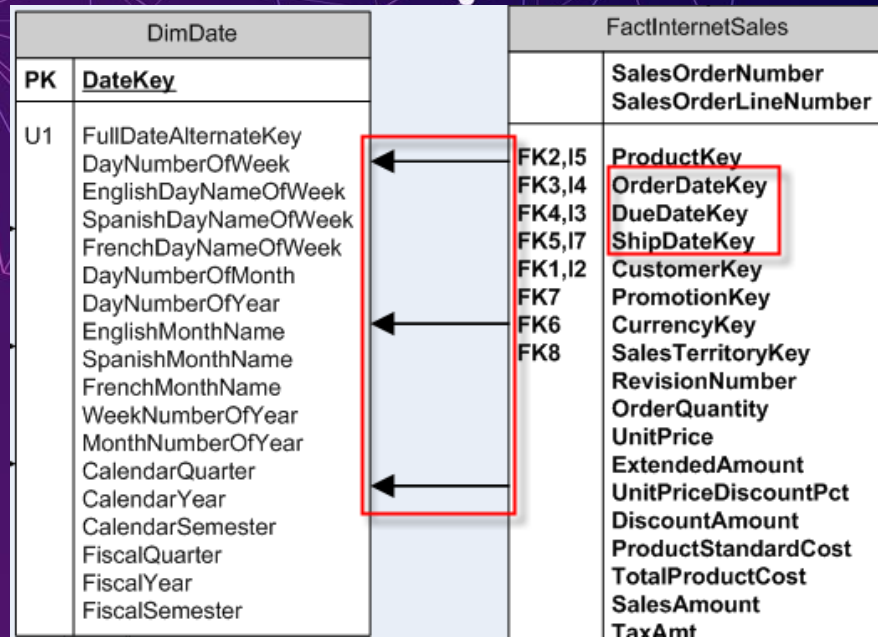 DimDate
PK DateKey
U1 FullDateAlternateKey
DayNumberOfWeek
EnglishDayNameOfWeek
SpanishDayNameOfWeek
FrenchDayNameOfWeek
DayNumberOfMonth
DayNumberOfYear
EnglishMonthName
SpanishMonthName
FrenchMonthName
WeekNumberOfYear
MonthNumberOfYear
CalendarQuarter
CalendarYear
CalendarSemester
FiscalQuarter
FiscalYear
FiscalSemester
FactInternetSales
SalesOrderNumber
SalesOrderLineNumber
FK2,I5 ProductKey
FK3,I4 OrderDateKey
FK4,I3 DueDateKey
FK5,I7 ShipDateKey
FK1,I2 CustomerKey
FK7 PromotionKey
FK6 CurrencyKey
FK8 SalesTerritoryKey
RevisionNumber
OrderQuantity
UnitPrice
ExtendedAmount
UnitPriceDiscountPct
DiscountAmount
ProductStandardCost
TotalProductCost
SalesAmount
TaxAmt